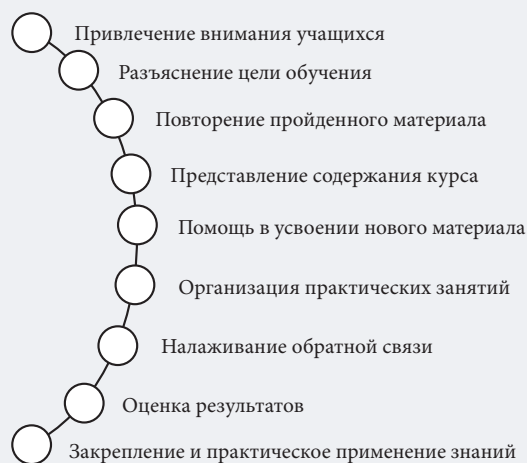 Привлечение внимания учащихся
Разъяснение цели обучения
Повторение пройденного материала
Представление содержания курса
Помощь в усвоении нового материала
Организация практических занятий
Налаживание обратной связи
Оценка результатов
Закрепление и практическое применение знаний